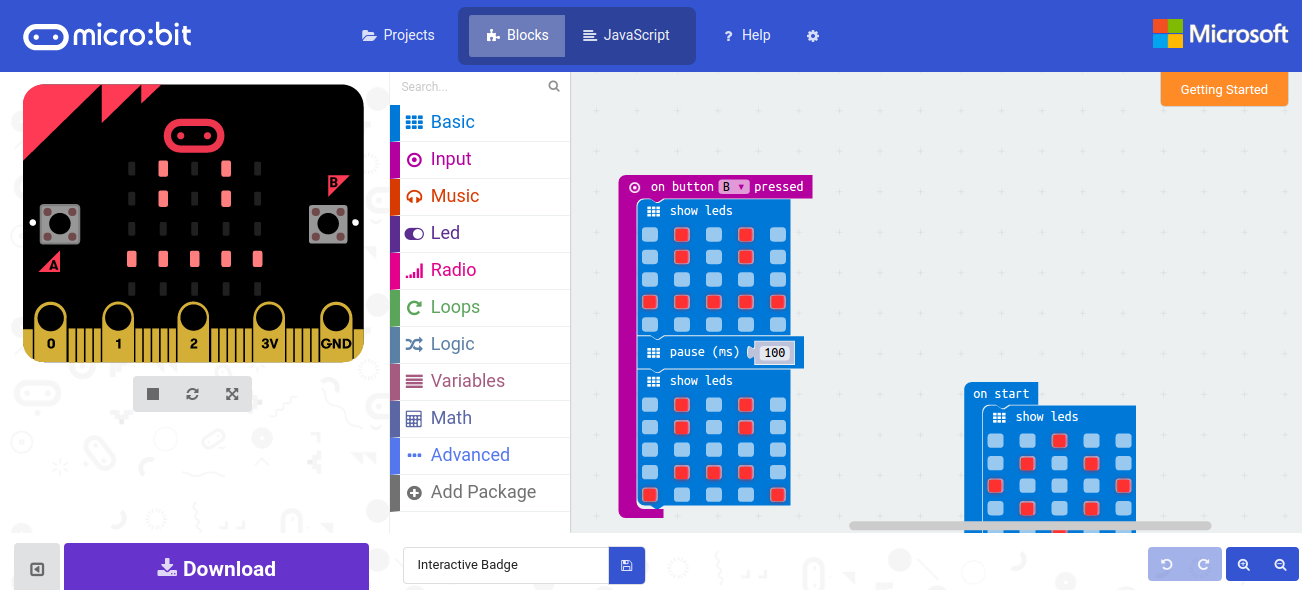 micro:bit
Projects
Blocks
JavaScript
? Help
Microsoft
Getting Started
Search...
Basic
Input
Music
Led
Radio
Loops
Logic
Variables
Math
Advanced
Add Package
B
A
0 1 2 3V GND
on button B pressed
show leds
pause (ms) 100
show leds
on start
show leds
Download
Interactive Badge